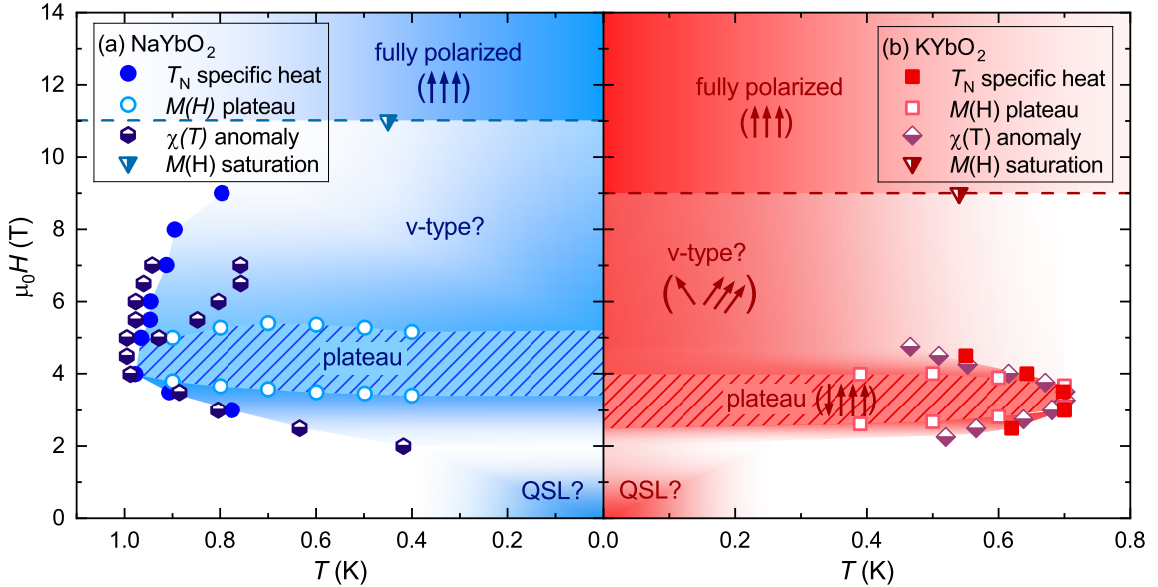 (a) NaYbO₂
T_N specific heat
M(H) plateau
χ(T) anomaly
M(H) saturation
fully polarized
(↑↑↑)
v-type?
plateau
QSL?
(b) KYbO₂
T_N specific heat
M(H) plateau
χ(T) anomaly
M(H) saturation
fully polarized
(↑↑↑)
v-type?
(↖↗↗↗)
plateau (↓↑↑↑)
QSL?
μ₀H (T)
14
12
10
8
6
4
2
0
1.0 0.8 0.6 0.4 0.2 0.0 0.2 0.4 0.6 0.8
T (K) T (K)